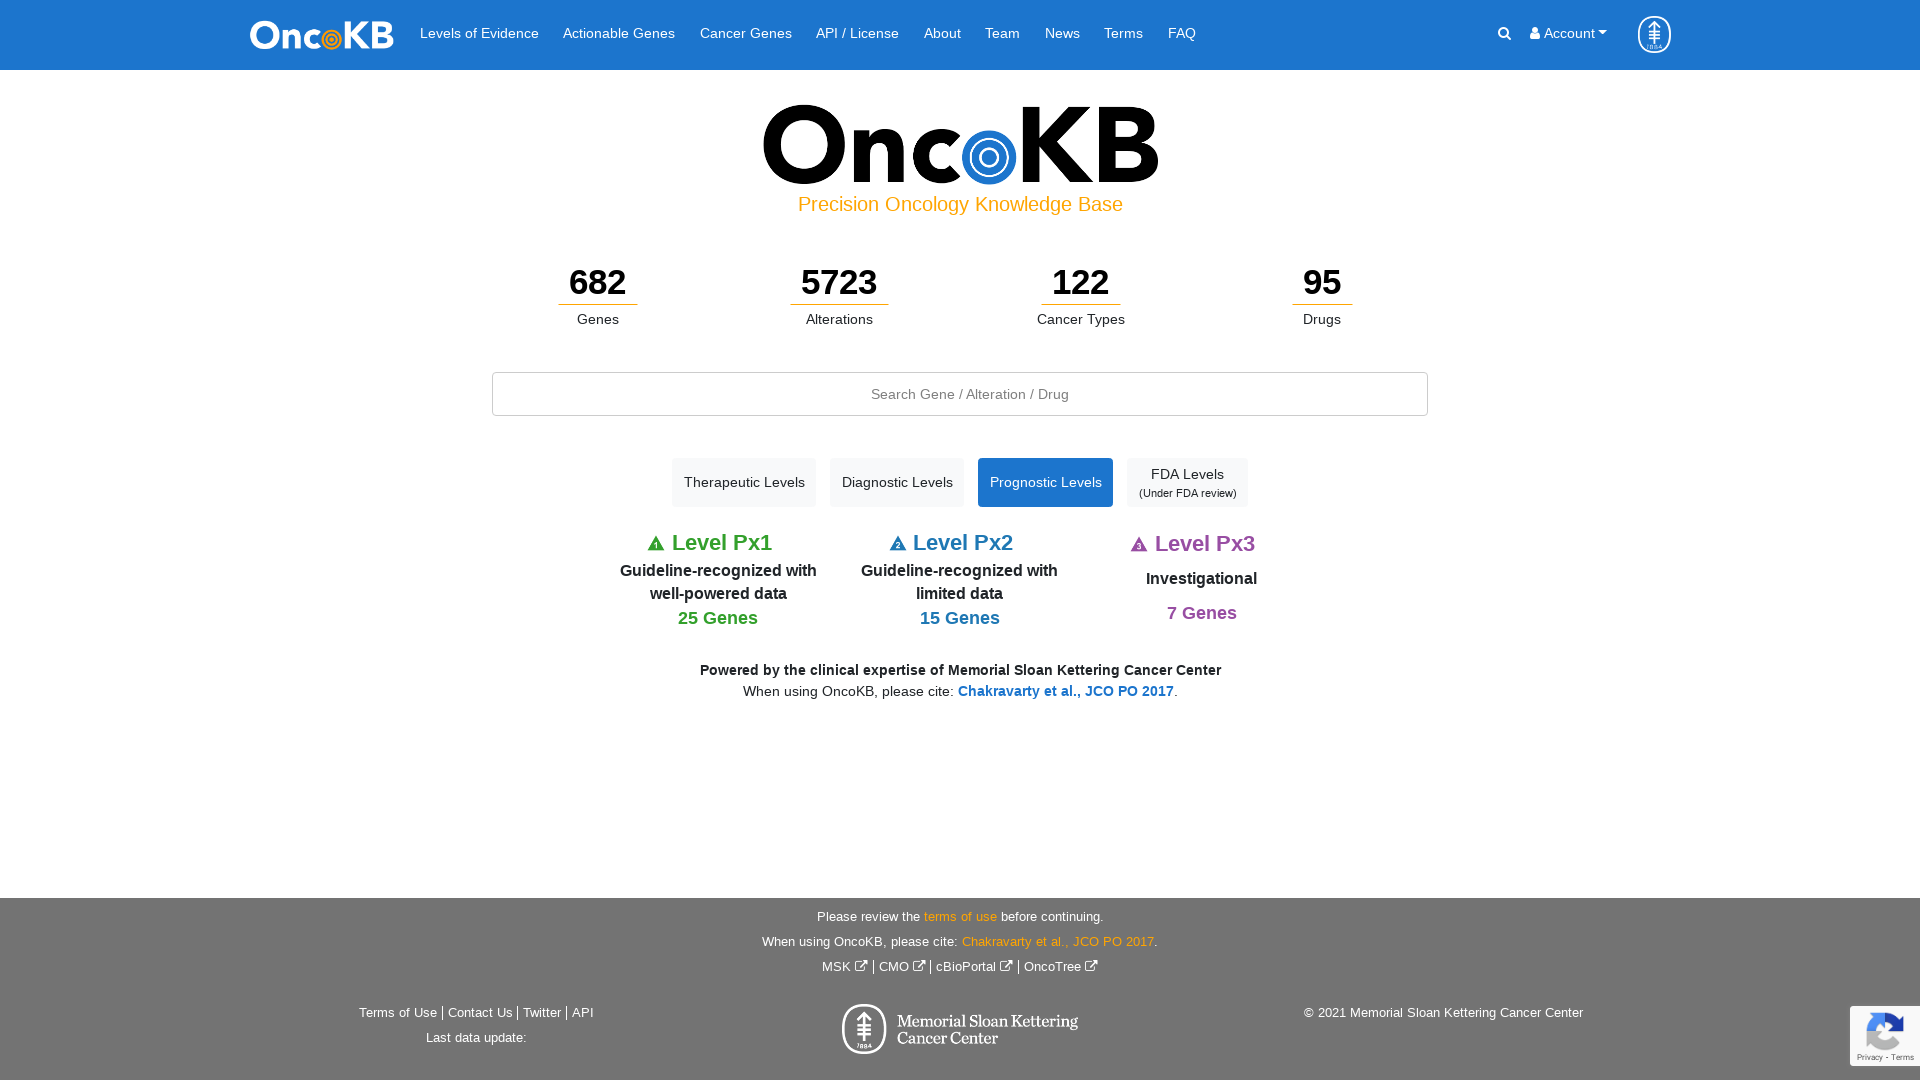 OncoKB Levels of Evidence Actionable Genes Cancer Genes API / License About Team News Terms FAQ Account
1884
OncoKB
Precision Oncology Knowledge Base
682 5723 122 95
Genes Alterations Cancer Types Drugs
Search Gene / Alteration / Drug
Therapeutic Levels Diagnostic Levels Prognostic Levels FDA Levels
(Under FDA review)
1 Level Px1
Guideline-recognized with
well-powered data
25 Genes
2 Level Px2
Guideline-recognized with
limited data
15 Genes
3 Level Px3
Investigational
7 Genes
Powered by the clinical expertise of Memorial Sloan Kettering Cancer Center
When using OncoKB, please cite: Chakravarty et al., JCO PO 2017.
Please review the terms of use before continuing.
When using OncoKB, please cite: Chakravarty et al., JCO PO 2017.
MSK | CMO | cBioPortal | OncoTree
Terms of Use | Contact Us | Twitter | API
Last data update:
1884
Memorial Sloan Kettering
Cancer Center
© 2021 Memorial Sloan Kettering Cancer Center
Privacy - Terms